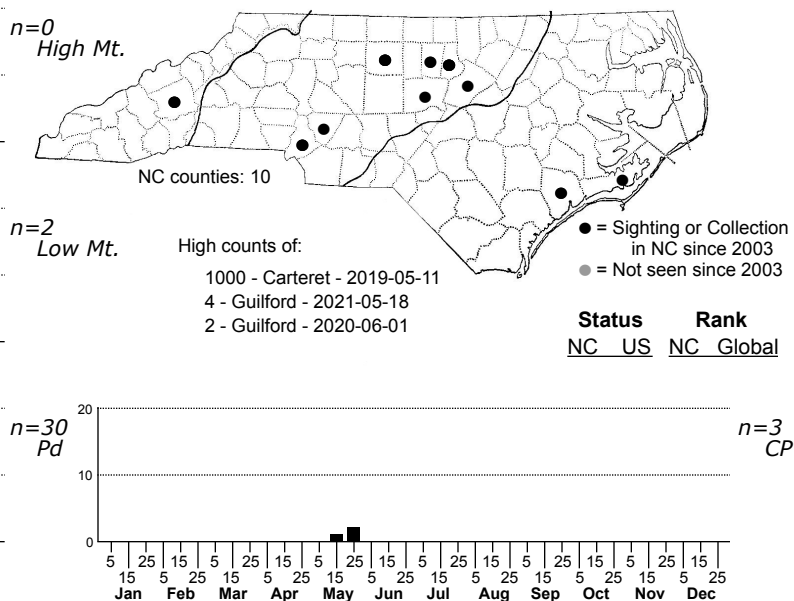 n=0
High Mt.
NC counties: 10
n=2
Low Mt.
High counts of:
1000 - Carteret - 2019-05-11
4 - Guilford - 2021-05-18
2 - Guilford - 2020-06-01
● = Sighting or Collection
in NC since 2003
● = Not seen since 2003
Status Rank
NC US NC Global
n=30
Pd
n=3
CP
20
10
0
5 25 15 5 25 15 5 25 15 5 25 15 5 25 15 5 25 15
15 5 25 15 5 25 15 5 25 15 5 25 15 5 25 15 5 25
Jan Feb Mar Apr May Jun Jul Aug Sep Oct Nov Dec